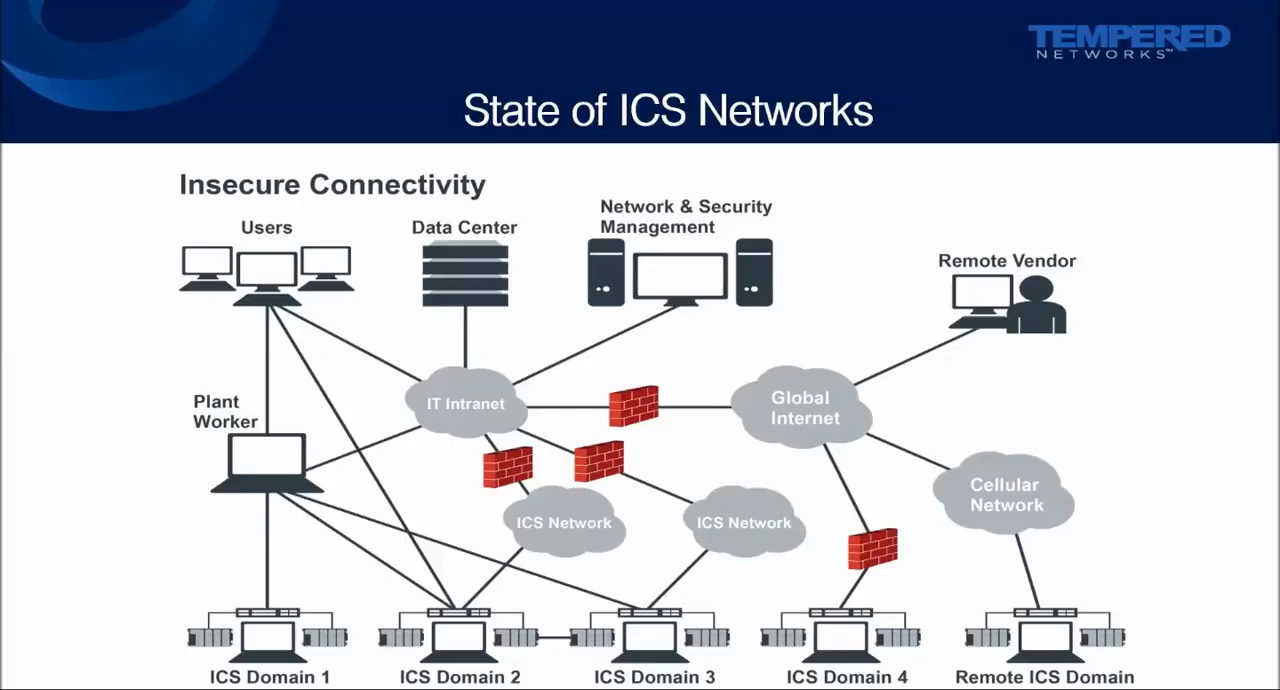 TEMPERED
NETWORKS™
State of ICS Networks
Insecure Connectivity
Users
Data Center
Network & Security
Management
Remote Vendor
Plant
Worker
IT Intranet
Global
Internet
Cellular
Network
ICS Network
ICS Network
ICS Domain 1
ICS Domain 2
ICS Domain 3
ICS Domain 4
Remote ICS Domain